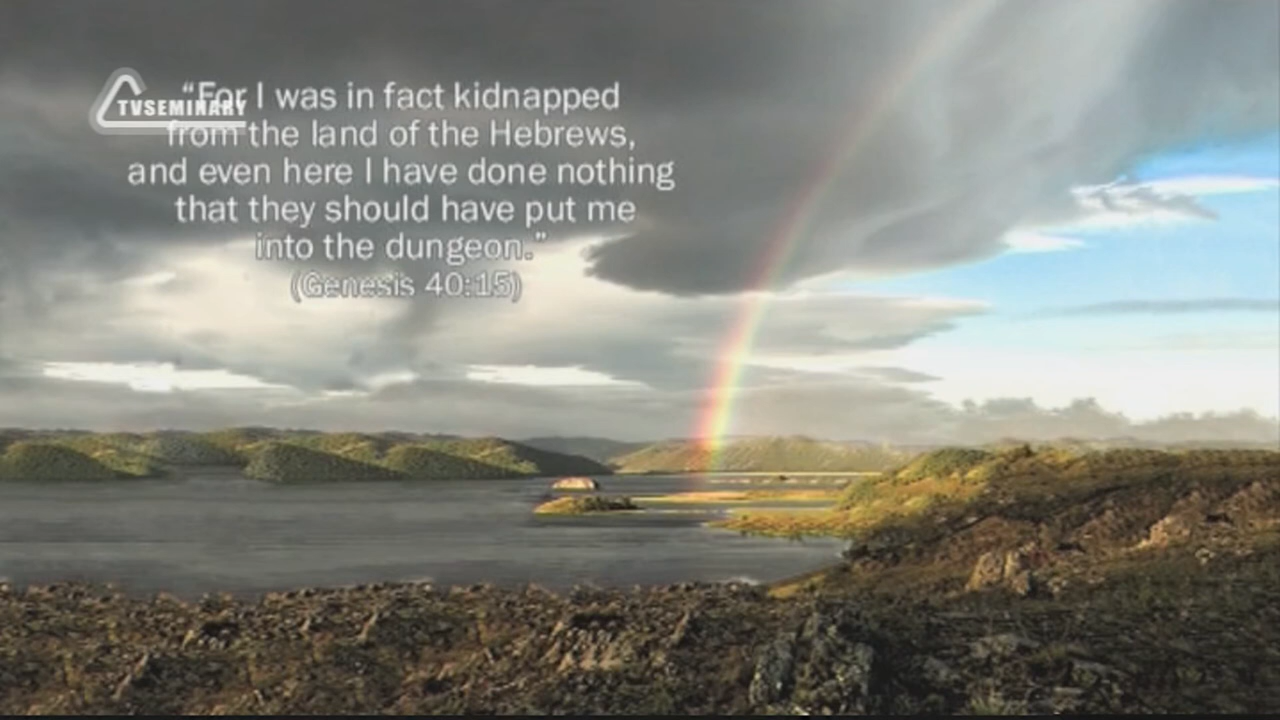 TVSEMINARY
“For I was in fact kidnapped
from the land of the Hebrews,
and even here I have done nothing
that they should have put me
into the dungeon.”
(Genesis 40:15)